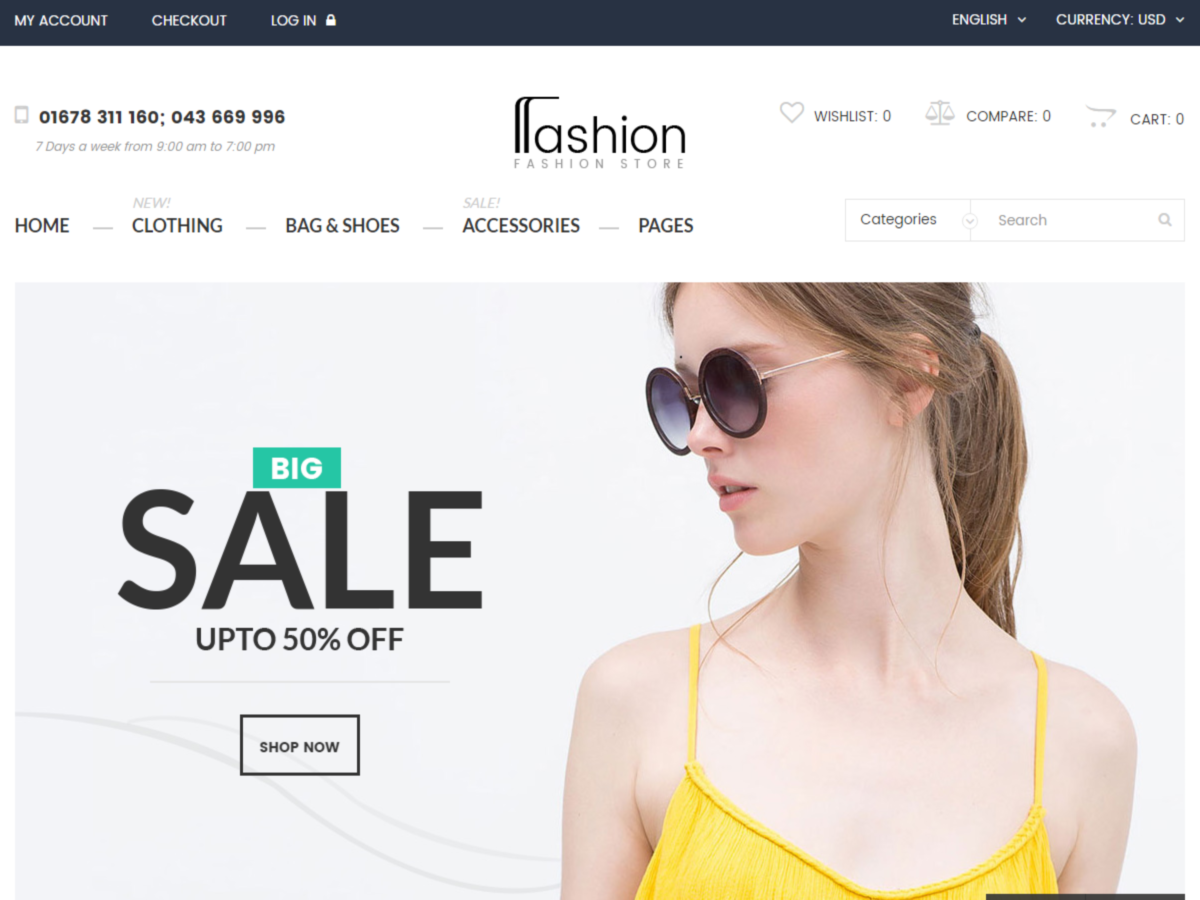 MY ACCOUNT CHECKOUT LOG IN ENGLISH CURRENCY: USD
01678 311 160; 043 669 996
7 Days a week from 9:00 am to 7:00 pm
Fashion
FASHION STORE
WISHLIST: 0 COMPARE: 0 CART: 0
NEW! SALE!
HOME CLOTHING BAG & SHOES ACCESSORIES PAGES
Categories Search
BIG
SALE
UPTO 50% OFF
SHOP NOW